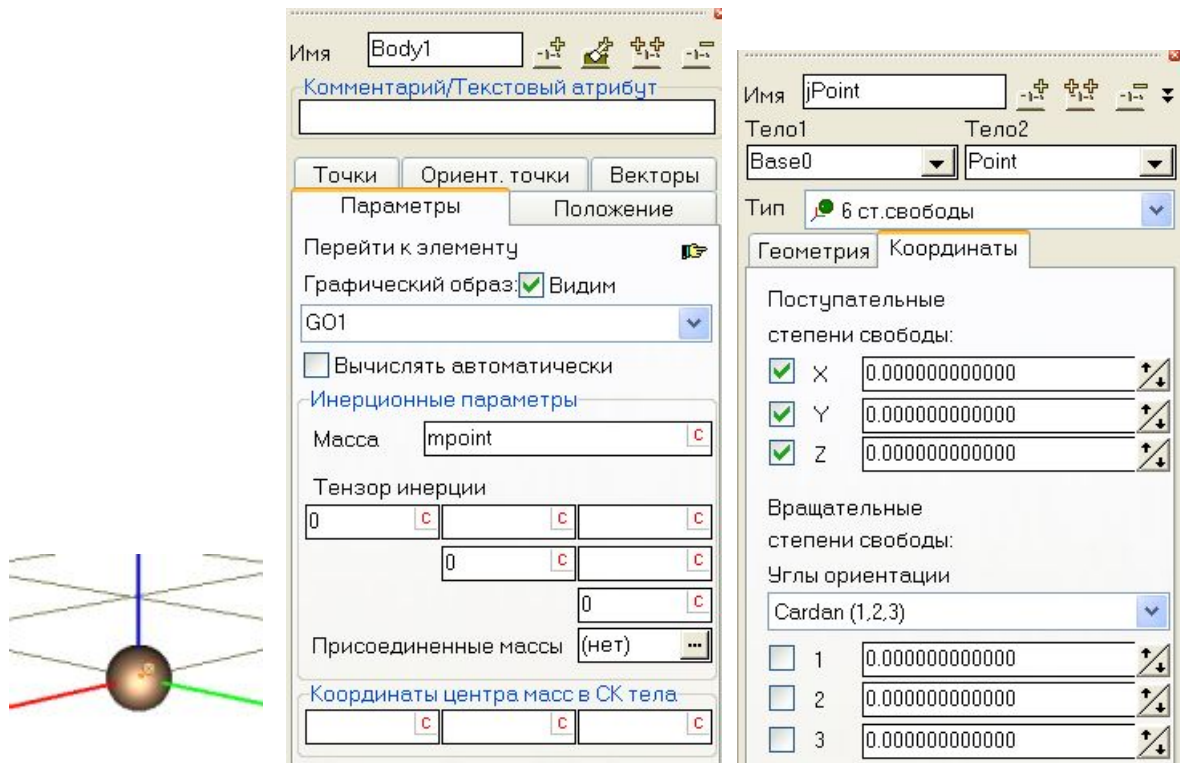 Имя Body1
Комментарий/Текстовый атрибут
Точки Ориент. точки Векторы
Параметры Положение
Перейти к элементу
Графический образ: Видим
GO1
Вычислять автоматически
Инерционные параметры
Масса mpoint C
Тензор инерции
0 C C C
0 C C
0 C
Присоединенные массы (нет) ...
Координаты центра масс в СК тела
C C C
Имя jPoint
Тело1 Тело2
Base0 Point
Тип 6 ст.свободы
Геометрия Координаты
Поступательные
степени свободы:
X 0.000000000000
Y 0.000000000000
Z 0.000000000000
Вращательные
степени свободы:
Углы ориентации
Cardan (1,2,3)
1 0.000000000000
2 0.000000000000
3 0.000000000000